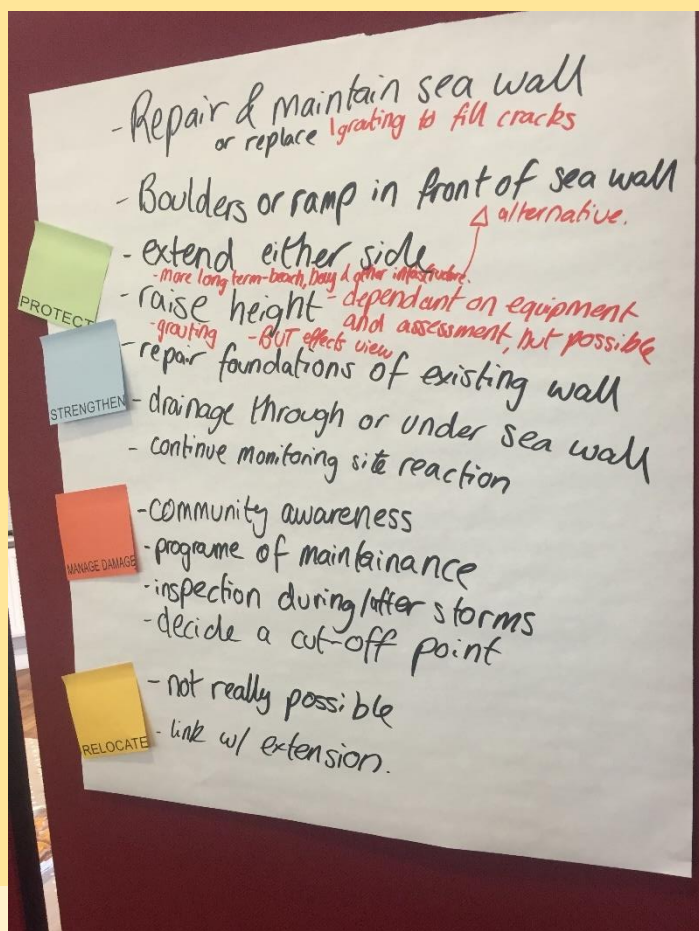 - Repair & maintain sea wall
or replace grouting to fill cracks
- Boulders or ramp in front of sea wall
alternative.
- extend either side
- More long term - beach, bay & other infrastructure.
PROTECT
- raise height - dependant on equipment
and assessment, but possible
- grouting - BUT effects view
STRENGTHEN
- repair foundations of existing wall
- drainage through or under sea wall
- continue monitoring site reaction
MANAGE DAMAGE
- community awareness
- programe of maintainance
- inspection during/after storms
- decide a cut-off point
RELOCATE
- not really possible
- link w/ extension.